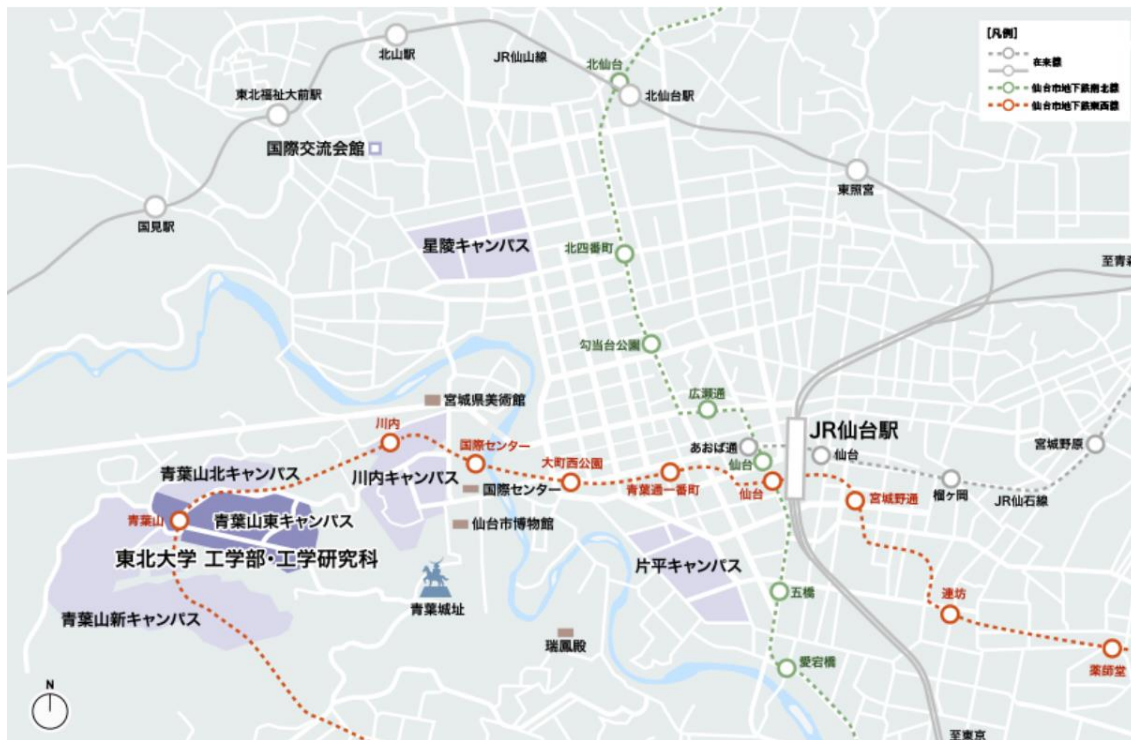 [凡例]
在来線
仙台市地下鉄南北線
仙台市地下鉄東西線
北山駅
JR仙山線
北仙台
北仙台駅
東北福祉大前駅
国際交流会館
東照宮
国見駅
星陵キャンパス
北四番町
至青森
勾当台公園
宮城県美術館
広瀬通
川内
国際センター
あおば通
JR仙台駅
仙台
仙台
宮城野原
青葉山北キャンパス
川内キャンパス
国際センター
大町西公園
青葉通一番町
仙台
宮城野通
榴ヶ岡
JR仙石線
青葉山
青葉山東キャンパス
仙台市博物館
東北大学 工学部・工学研究科
片平キャンパス
青葉城址
五橋
連坊
青葉山新キャンパス
瑞鳳殿
愛宕橋
薬師堂
N
至東京